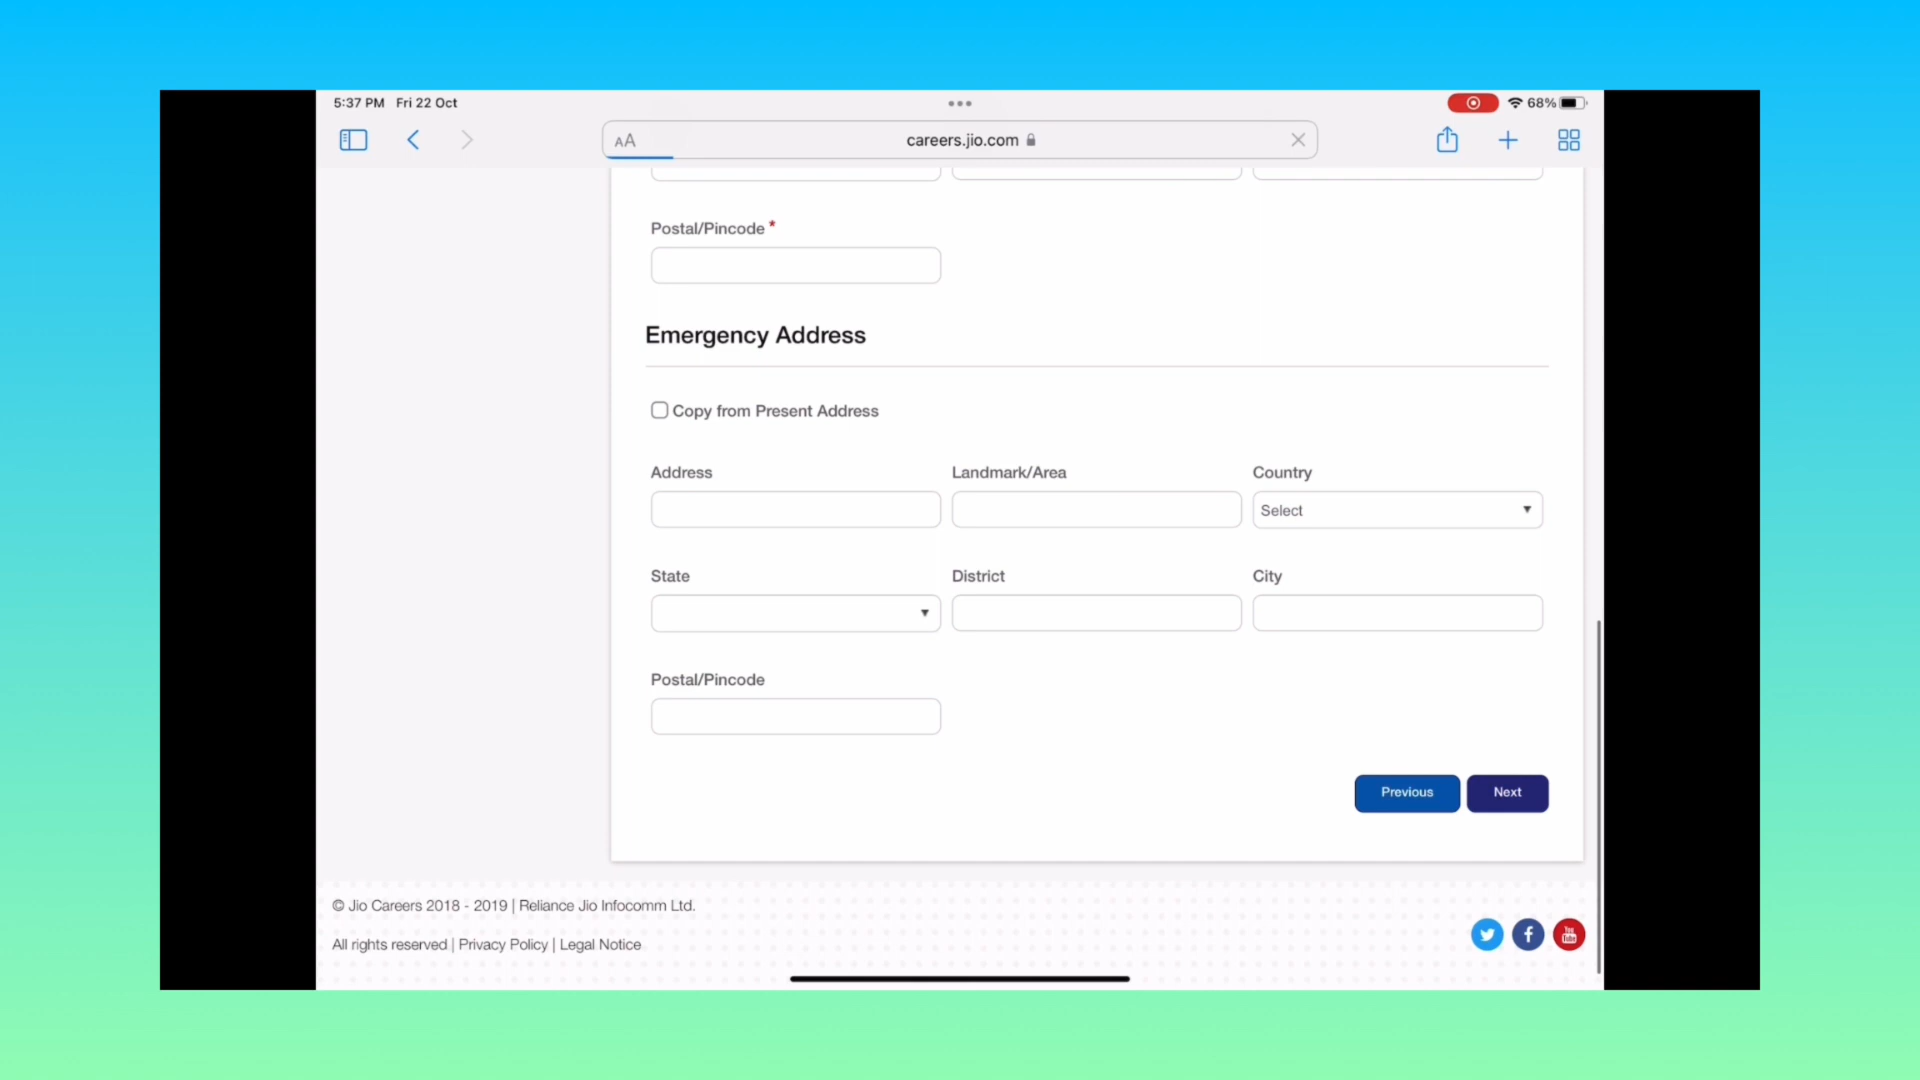 5:37 PM Fri 22 Oct
68%
AA careers.jio.com
Postal/Pincode *
Emergency Address
Copy from Present Address
Address Landmark/Area Country
Select
State District City
Postal/Pincode
Previous Next
© Jio Careers 2018 - 2019 | Reliance Jio Infocomm Ltd.
All rights reserved | Privacy Policy | Legal Notice
You Tube